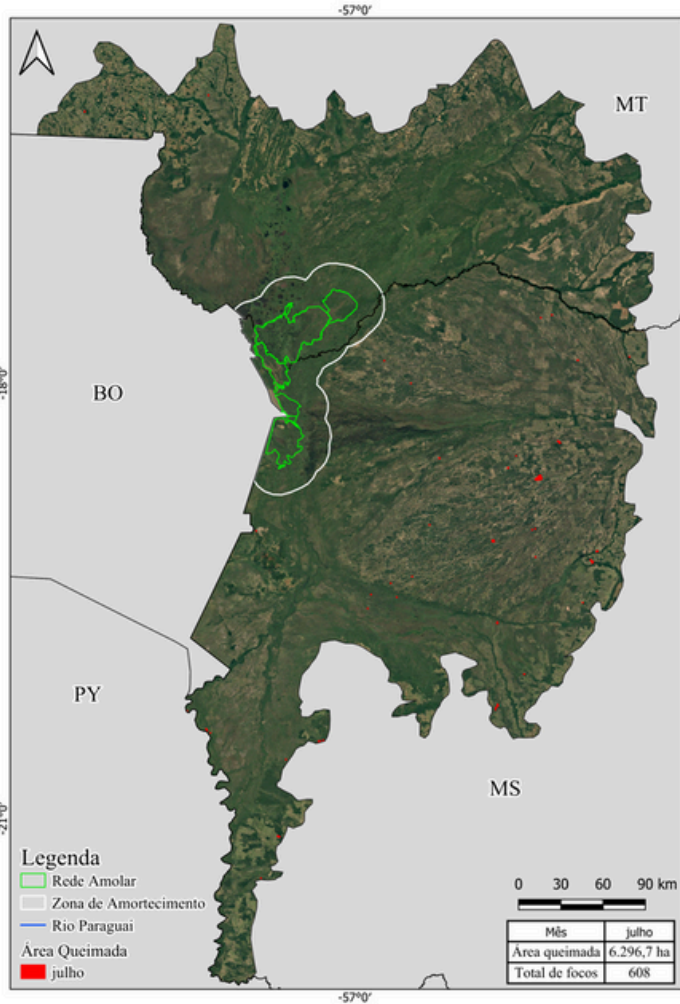 -57°0'
MT
BO
-18°0'
PY
MS
-21°0'
Legenda
Rede Amolar
Zona de Amortecimento
Rio Paraguai
Área Queimada
julho
0 30 60 90 km
Mês julho
Área queimada 6.296,7 ha
Total de focos 608
-57°0'